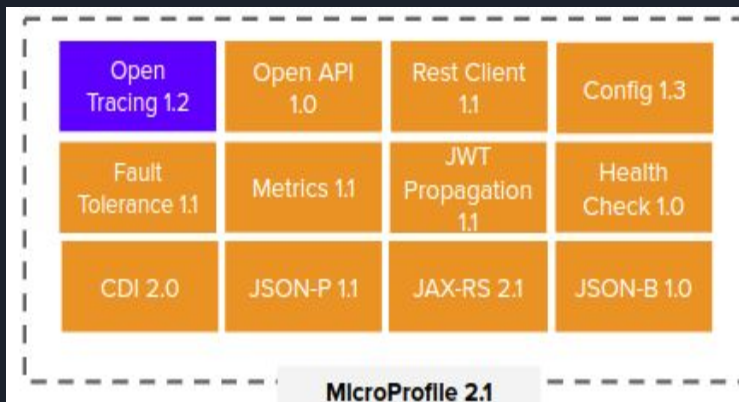 Open
Tracing 1.2
Open API
1.0
Rest Client
1.1
Config 1.3
Fault
Tolerance 1.1
Metrics 1.1
JWT
Propagation
1.1
Health
Check 1.0
CDI 2.0
JSON-P 1.1
JAX-RS 2.1
JSON-B 1.0
MicroProfile 2.1